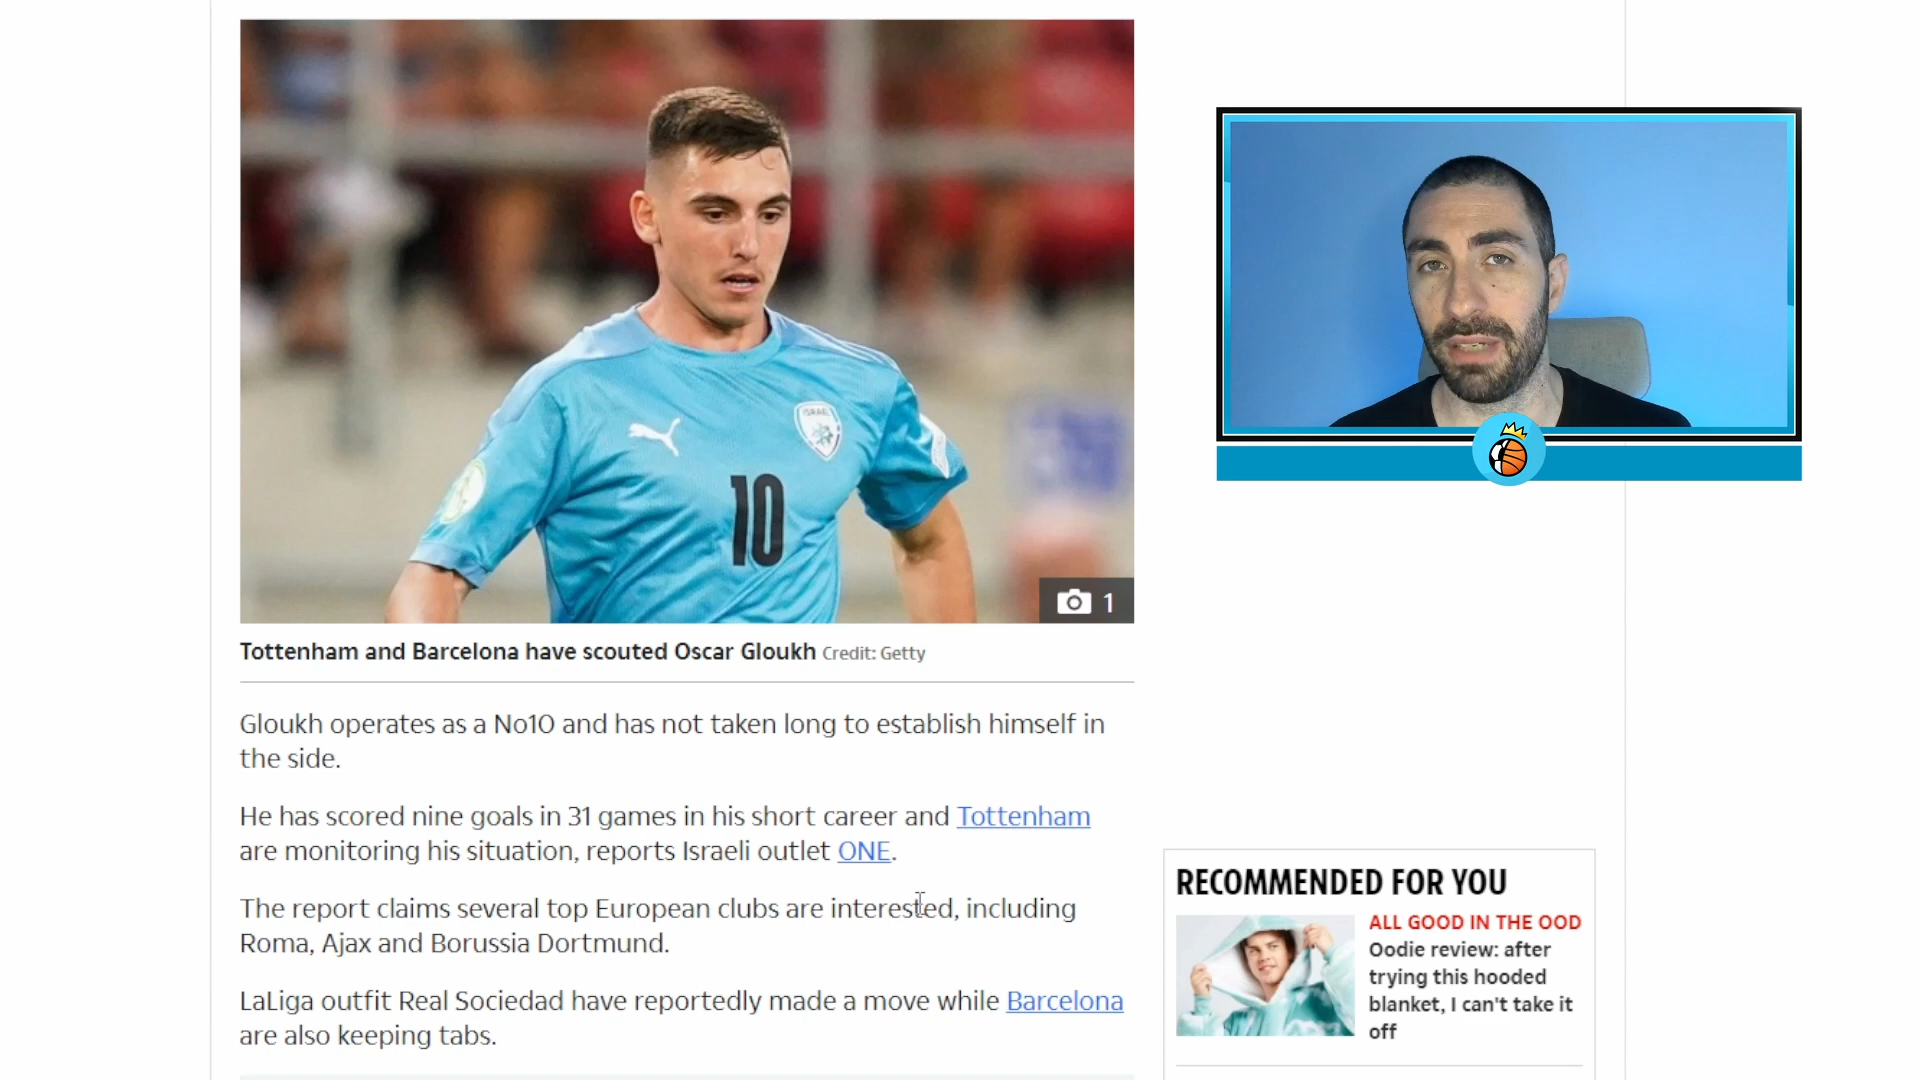 ISRAEL
10
1
Tottenham and Barcelona have scouted Oscar Gloukh Credit: Getty
Gloukh operates as a No10 and has not taken long to establish himself in
the side.
He has scored nine goals in 31 games in his short career and Tottenham
are monitoring his situation, reports Israeli outlet ONE.
The report claims several top European clubs are interested, including
Roma, Ajax and Borussia Dortmund.
LaLiga outfit Real Sociedad have reportedly made a move while Barcelona
are also keeping tabs.
RECOMMENDED FOR YOU
ALL GOOD IN THE OOD
Oodie review: after
trying this hooded
blanket, I can't take it
off